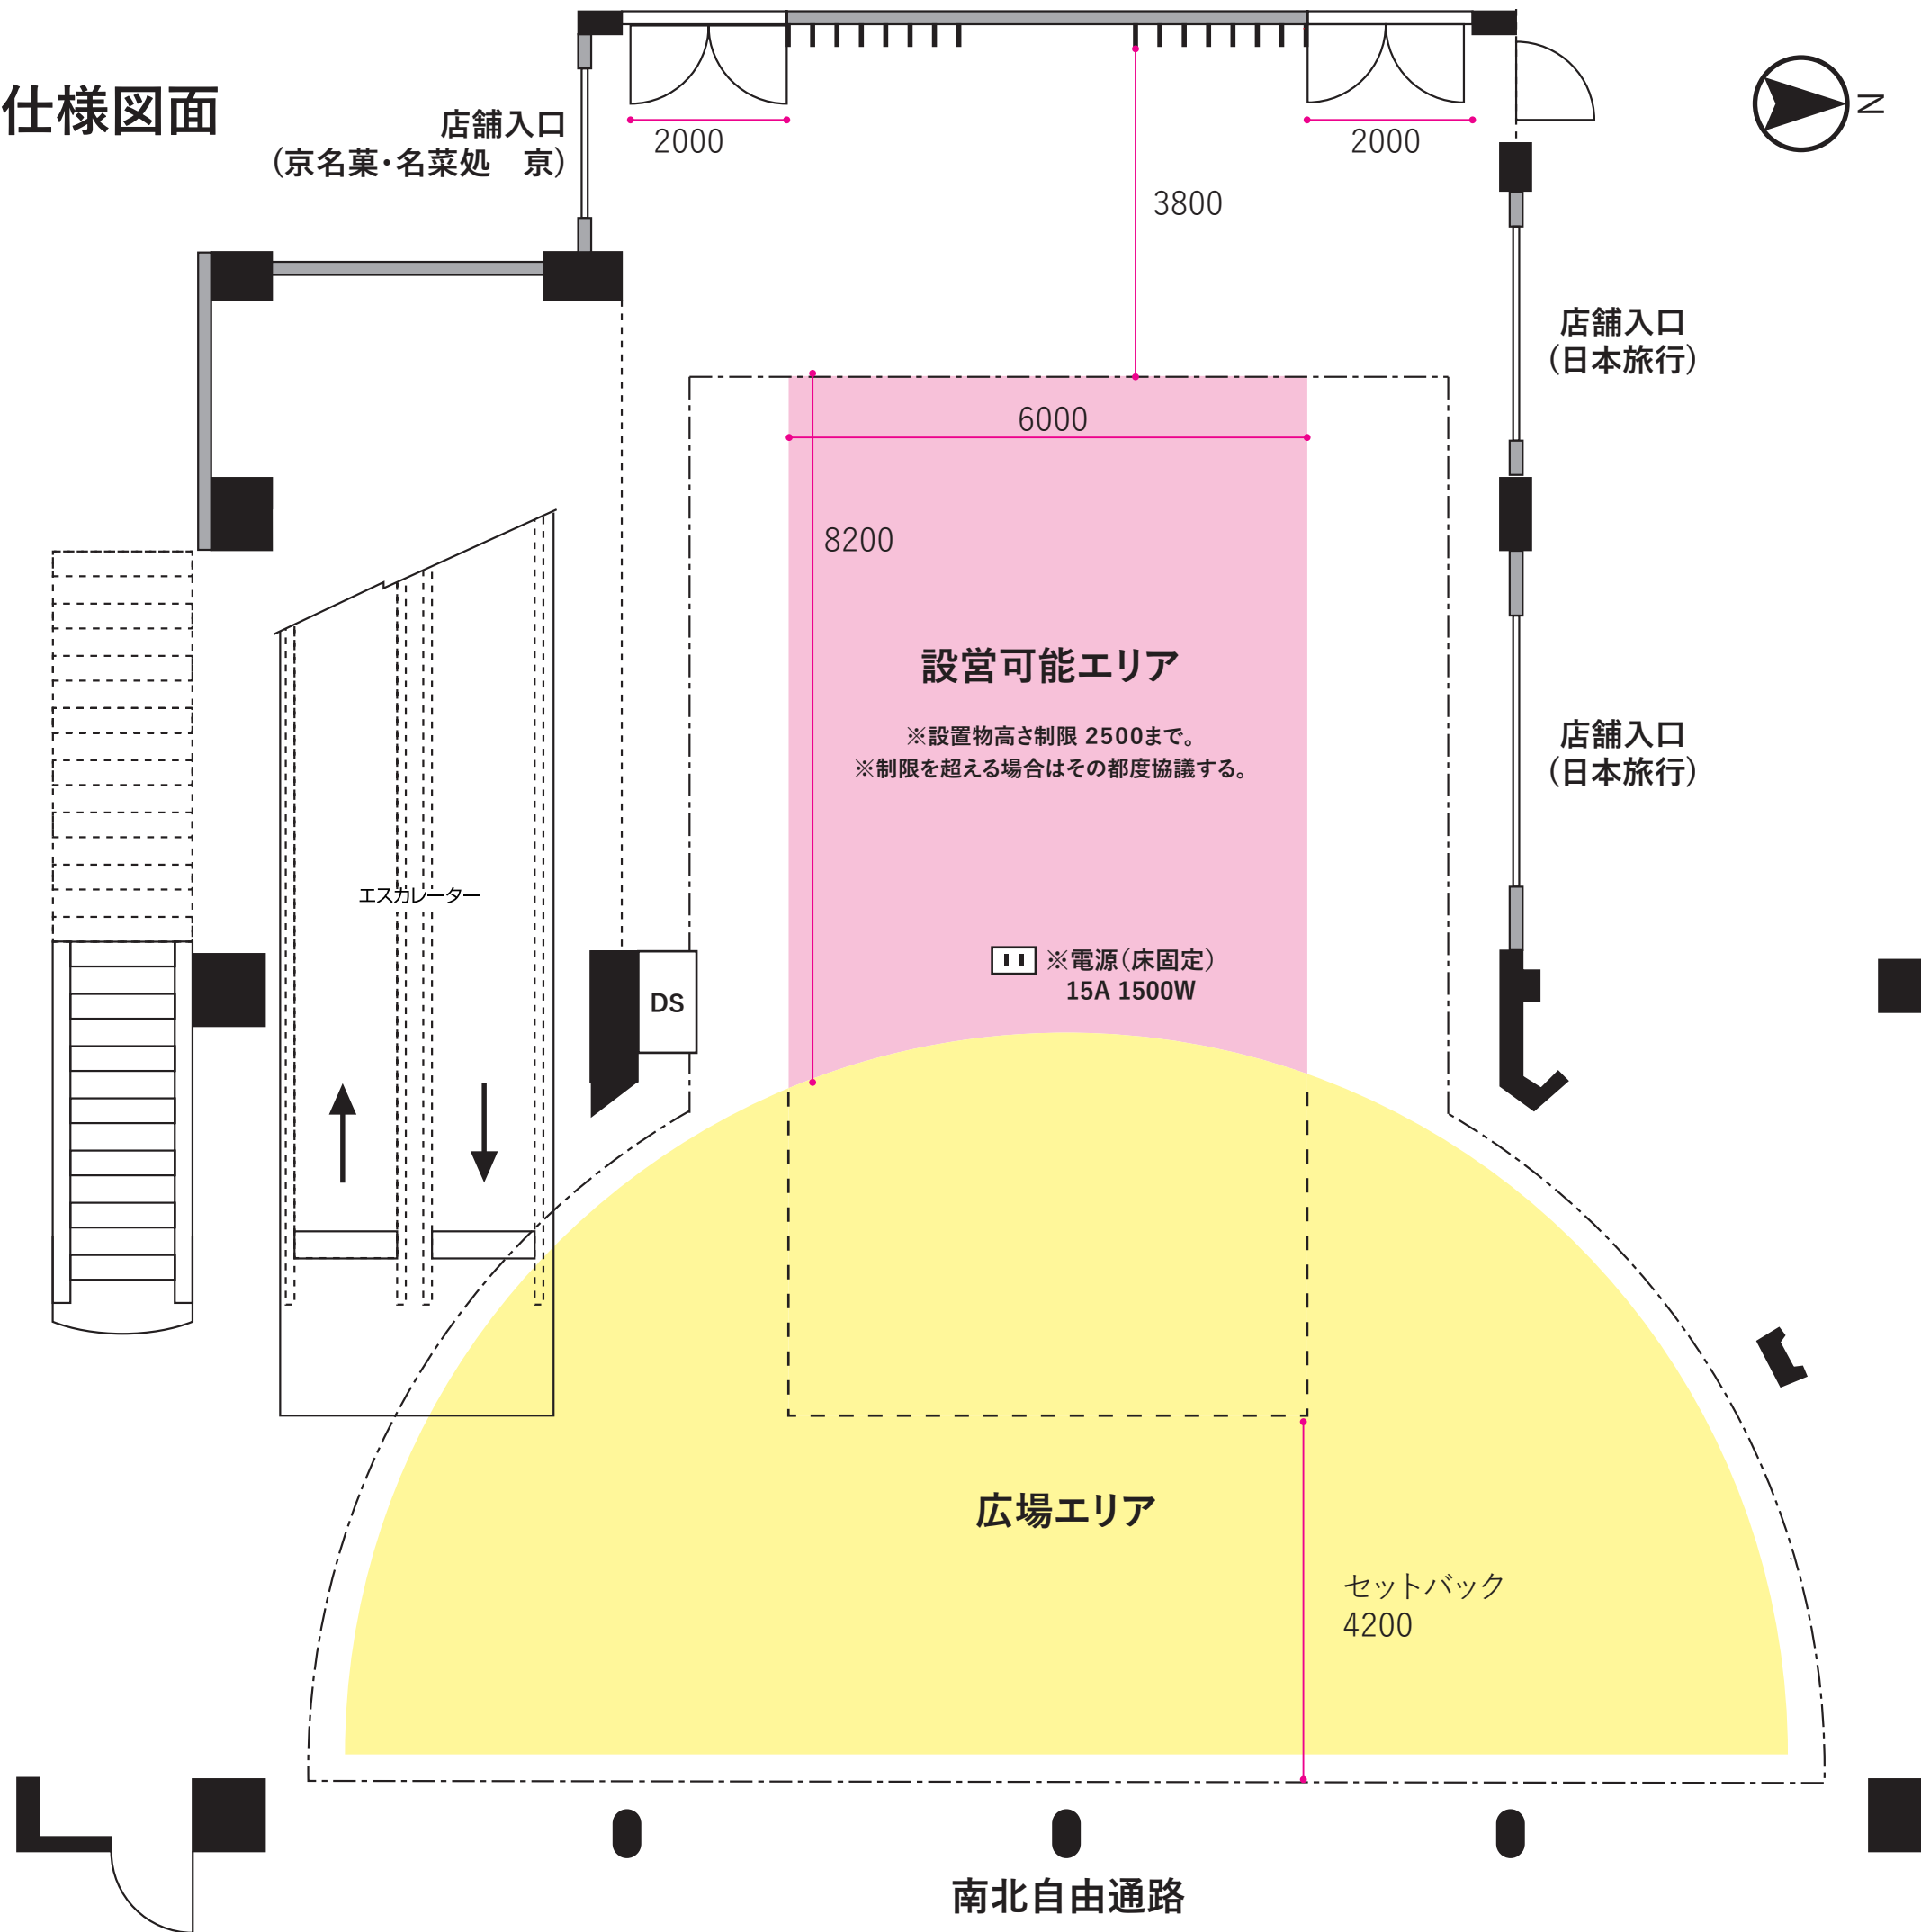 仕様図面
店舗入口
（京名菓・名菜処　亰）
2000
2000
N
3800
店舗入口
（日本旅行）
6000
8200
設営可能エリア
※設置物高さ制限 2500まで。
※制限を超える場合はその都度協議する。
店舗入口
（日本旅行）
エスカレーター
※電源（床固定）
15A 1500W
DS
広場エリア
セットバック
4200
南北自由通路